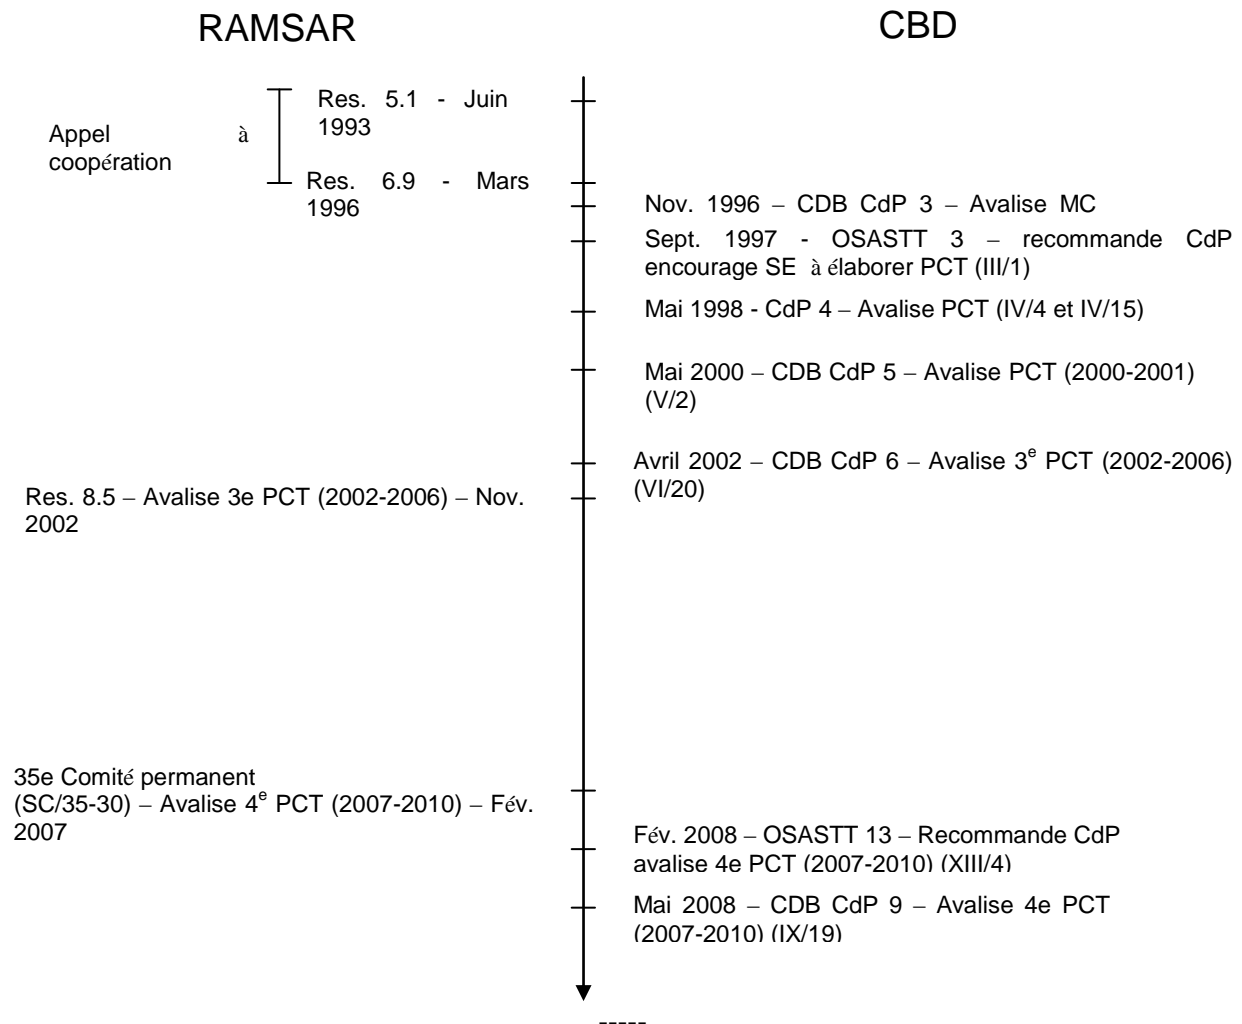 RAMSAR
CBD
Appel à
coopération
Res. 5.1 - Juin
1993
Res. 6.9 - Mars
1996
Nov. 1996 – CDB CdP 3 – Avalise MC
Sept. 1997 - OSASTT 3 – recommande CdP
encourage SE à élaborer PCT (III/1)
Mai 1998 - CdP 4 – Avalise PCT (IV/4 et IV/15)
Mai 2000 – CDB CdP 5 – Avalise PCT (2000-2001)
(V/2)
Avril 2002 – CDB CdP 6 – Avalise 3e PCT (2002-2006)
(VI/20)
Res. 8.5 – Avalise 3e PCT (2002-2006) – Nov.
2002
35e Comité permanent
(SC/35-30) – Avalise 4e PCT (2007-2010) – Fév.
2007
Fév. 2008 – OSASTT 13 – Recommande CdP
avalise 4e PCT (2007-2010) (XIII/4)
Mai 2008 – CDB CdP 9 – Avalise 4e PCT
(2007-2010) (IX/19)
-----